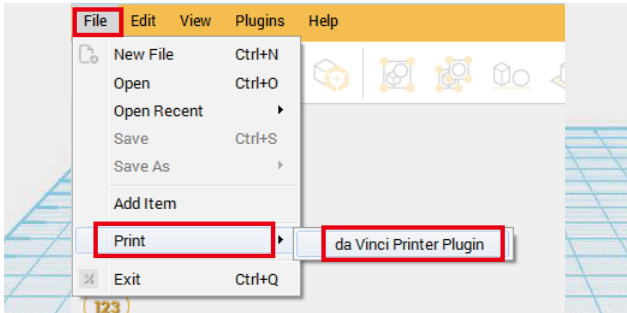 File Edit View Plugins Help
New File Ctrl+N
Open Ctrl+O
Open Recent
Save Ctrl+S
Save As
Add Item
Print da Vinci Printer Plugin
Exit Ctrl+Q
123